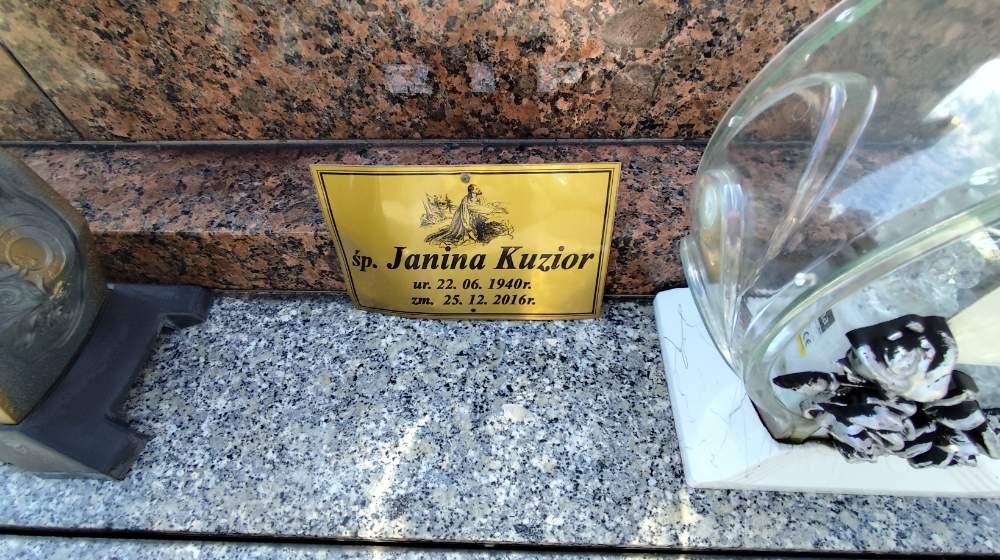 śp. Janina Kuzior
ur. 22. 06. 1940r.
zm. 25. 12. 2016r.